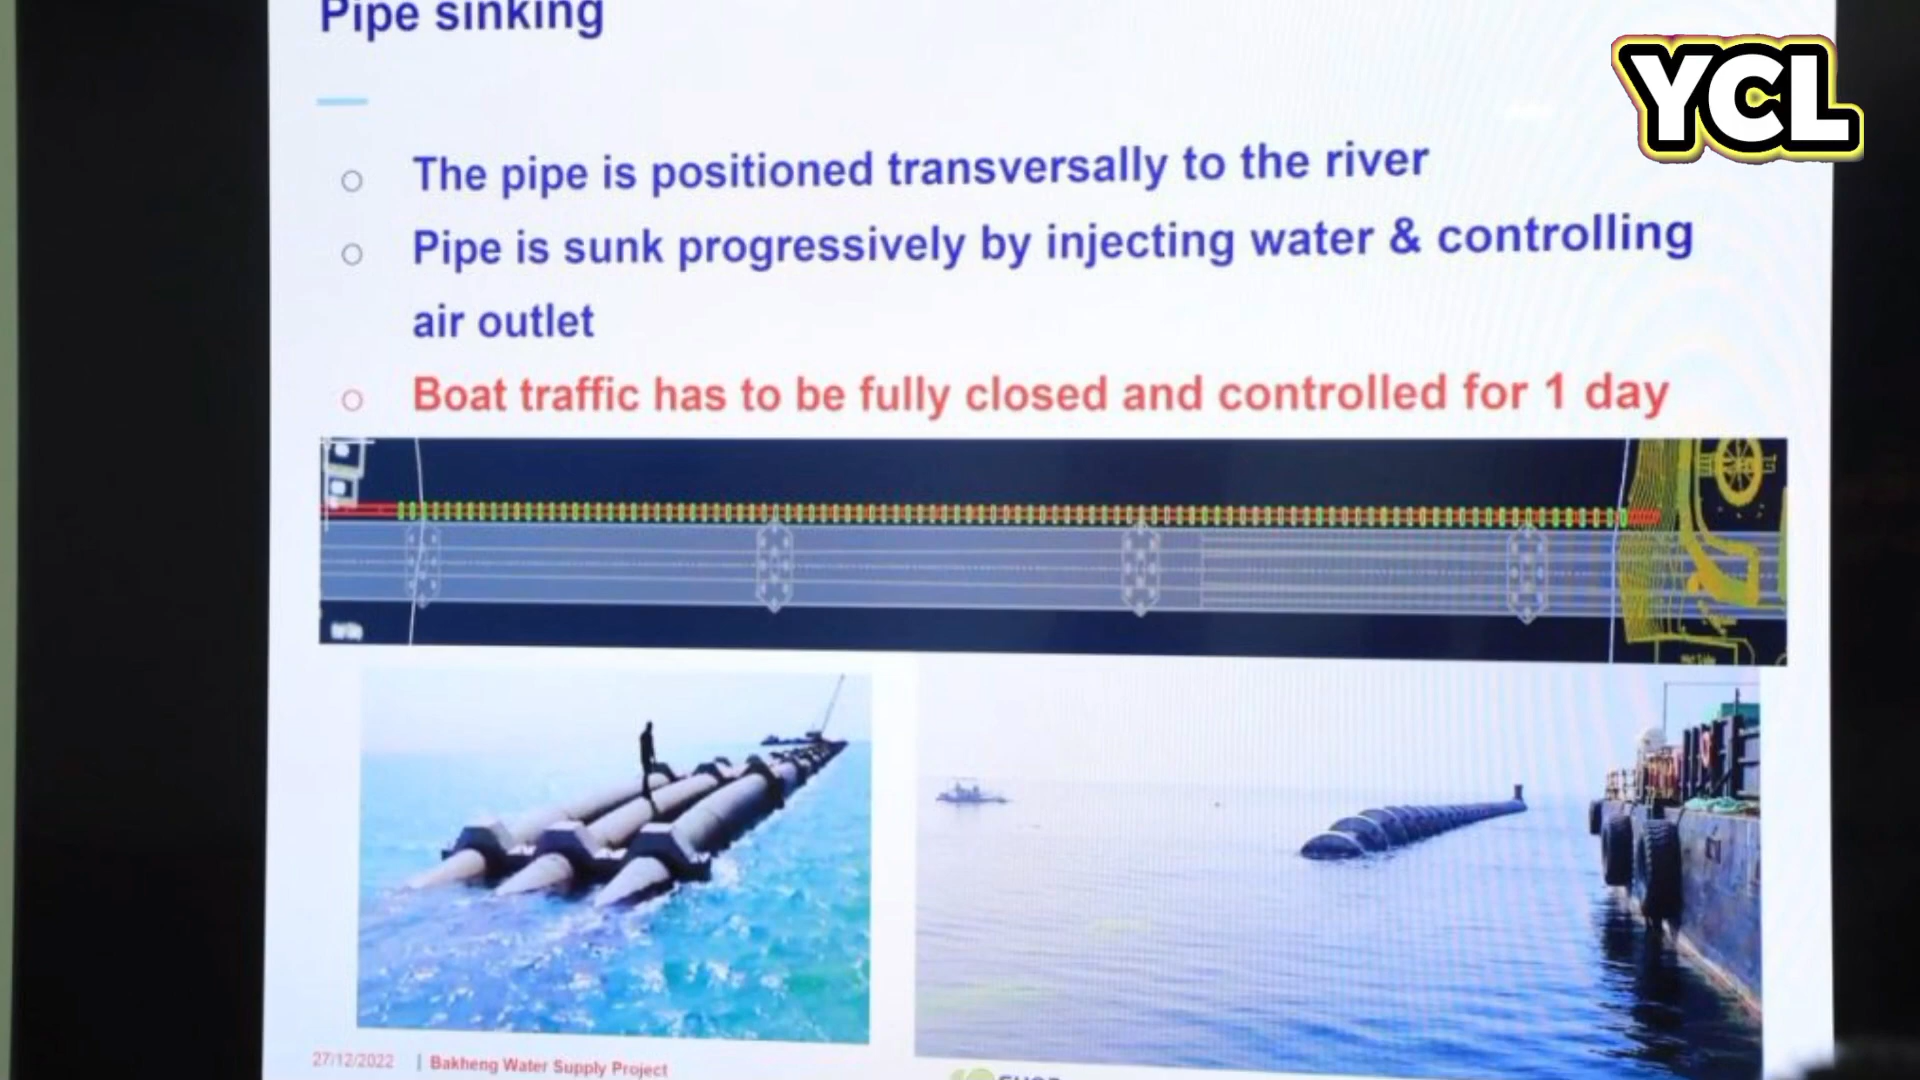 Pipe sinking
YCL
The pipe is positioned transversally to the river
Pipe is sunk progressively by injecting water & controlling
air outlet
Boat traffic has to be fully closed and controlled for 1 day
27/12/2022 | Bakheng Water Supply Project